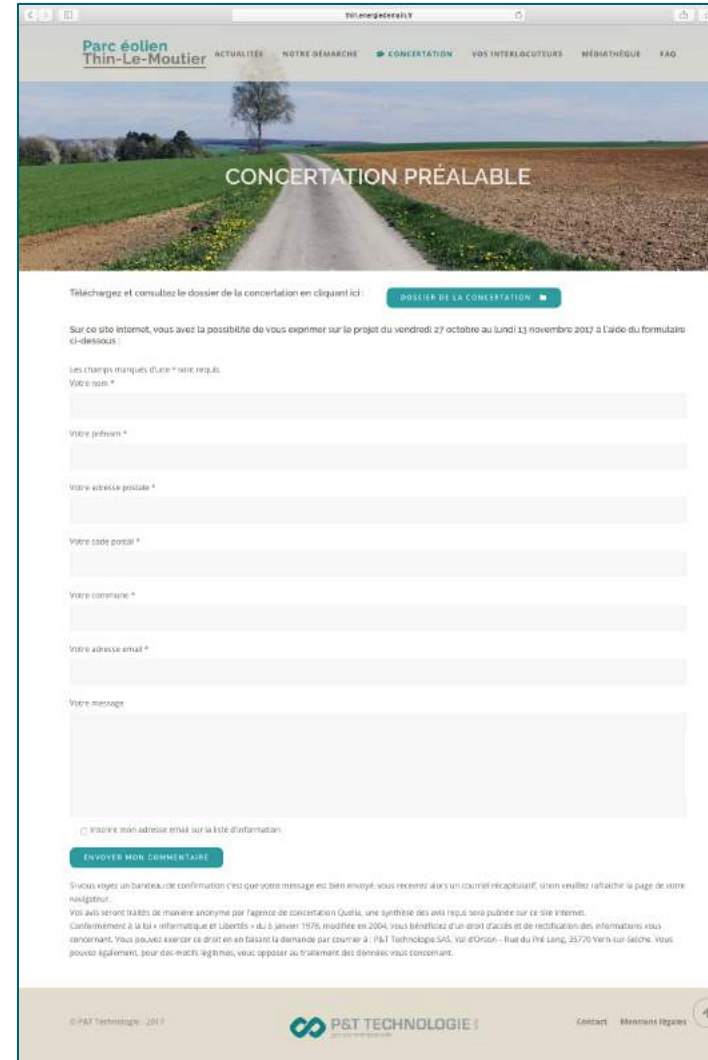 thin.energiedemain.fr
Parc éolien
Thin-Le-Moutier
ACTUALITÉS NOTRE DÉMARCHE CONCERTATION VOS INTERLOCUTEURS MÉDIATHÈQUE FAQ
CONCERTATION PRÉALABLE
Téléchargez et consultez le dossier de la concertation en cliquant ici :
DOSSIER DE LA CONCERTATION
Sur ce site internet, vous avez la possibilité de vous exprimer sur le projet du vendredi 27 octobre au lundi 13 novembre 2017 à l'aide du formulaire
ci-dessous :
Les champs marqués d'une * sont requis
Votre nom *
Votre prénom *
Votre adresse postale *
Votre code postal *
Votre commune *
Votre adresse email *
Votre message
Inscrire mon adresse email sur la liste d'information
ENVOYER MON COMMENTAIRE
Si vous voyez un bandeau de confirmation c'est que votre message est bien envoyé, vous recevrez alors un courriel récapitulatif, sinon veuillez rafraichir la page de votre
navigateur.
Vos avis seront traités de manière anonyme par l'agence de concertation Quelia, une synthèse des avis reçus sera publiée sur ce site internet.
Conformément à la loi « informatique et Libertés » du 6 janvier 1978, modifiée en 2004, vous bénéficiez d'un droit d'accès et de rectification des informations vous
concernant. Vous pouvez exercer ce droit en en faisant la demande par courrier à : P&T Technologie SAS. Val d'Orson – Rue du Pré Long, 35770 Vern-sur-Seiche. Vous
pouvez également, pour des motifs légitimes, vous opposer au traitement des données vous concernant.
© P&T Technologie - 2017
P&T TECHNOLOGIE
Contact Mentions légales